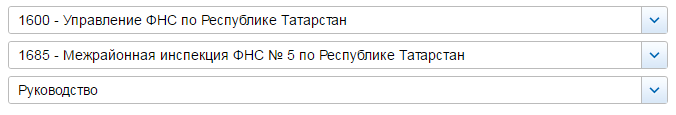 1600 - Управление ФНС по Республике Татарстан
1685 - Межрайонная инспекция ФНС № 5 по Республике Татарстан
Руководство